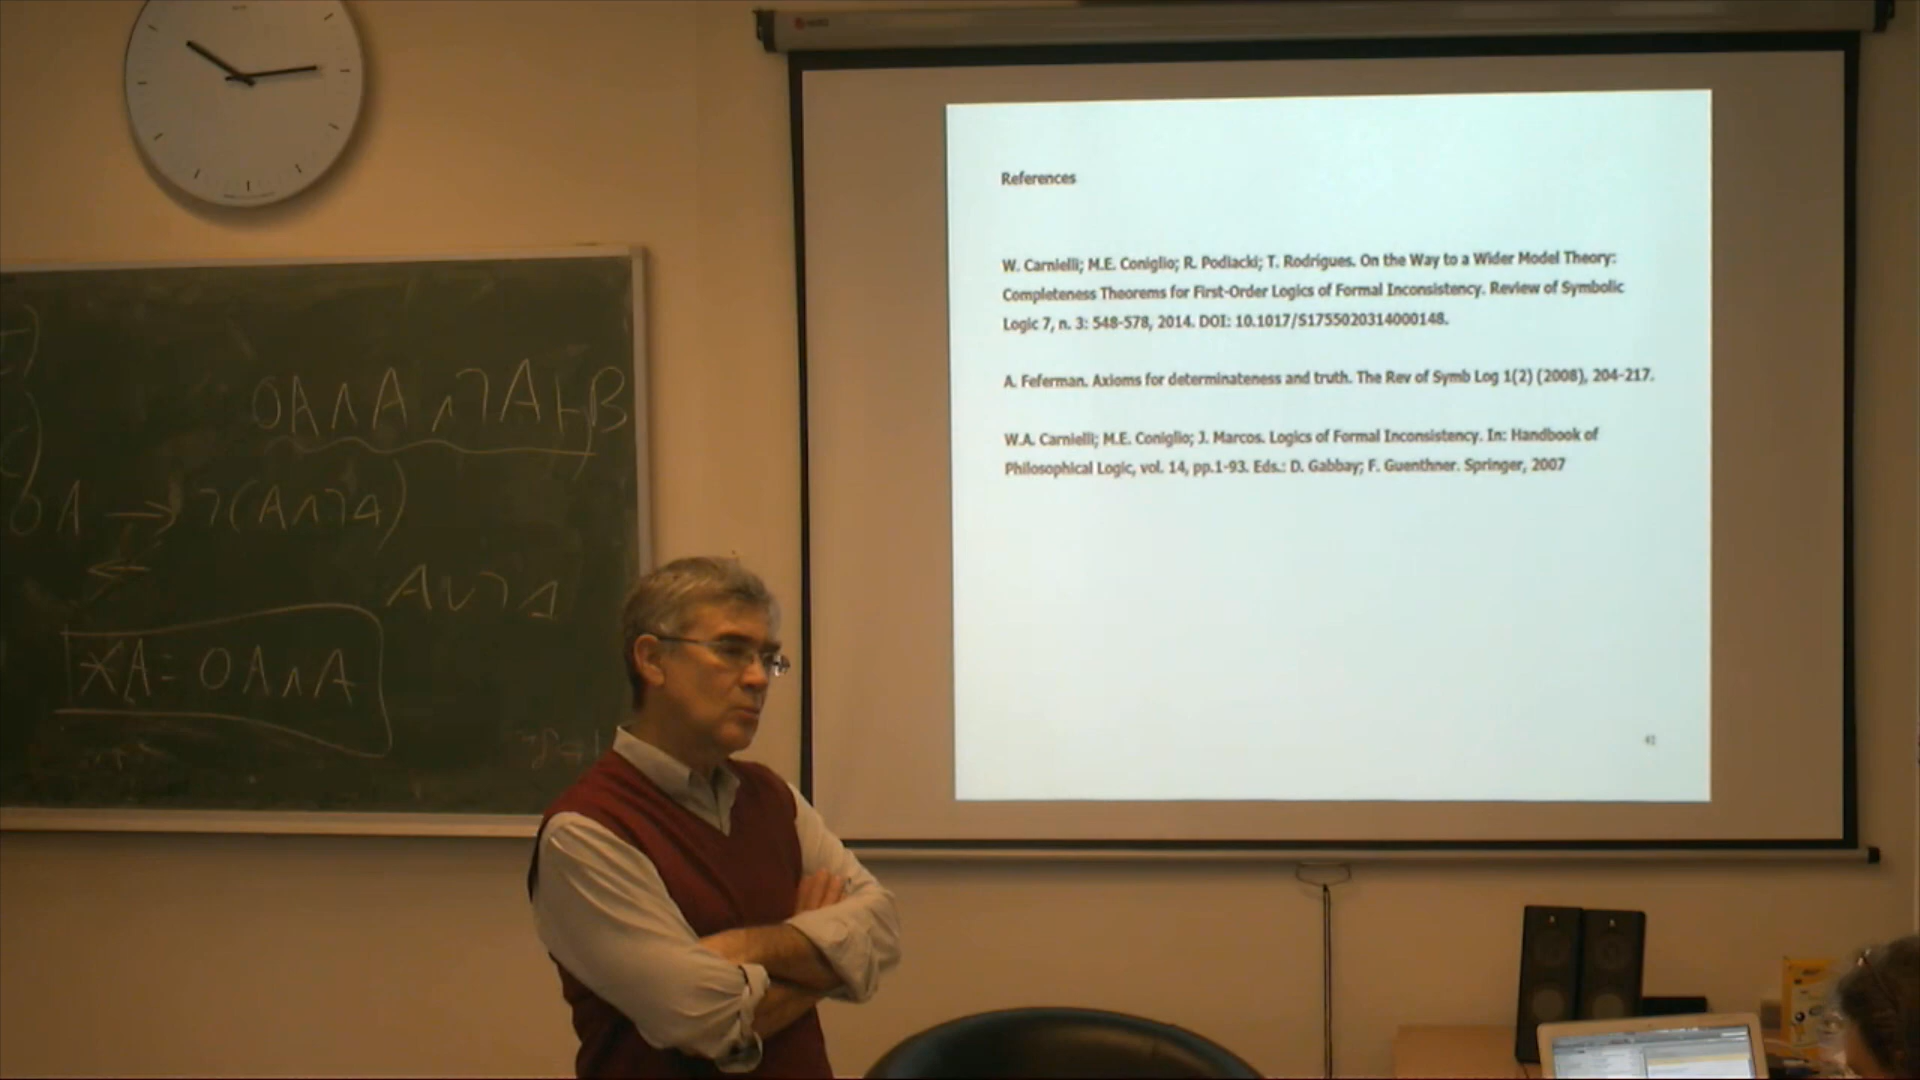 ○A∧A∧¬A⊢B
○A → ¬(A∧¬A)
←
A∨¬A
*A = ○A∧A
References
W. Carnielli; M.E. Coniglio; R. Podiacki; T. Rodrigues. On the Way to a Wider Model Theory:
Completeness Theorems for First-Order Logics of Formal Inconsistency. Review of Symbolic
Logic 7, n. 3: 548-578, 2014. DOI: 10.1017/S1755020314000148.
A. Feferman. Axioms for determinateness and truth. The Rev of Symb Log 1(2) (2008), 204-217.
W.A. Carnielli; M.E. Coniglio; J. Marcos. Logics of Formal Inconsistency. In: Handbook of
Philosophical Logic, vol. 14, pp.1-93. Eds.: D. Gabbay; F. Guenthner. Springer, 2007